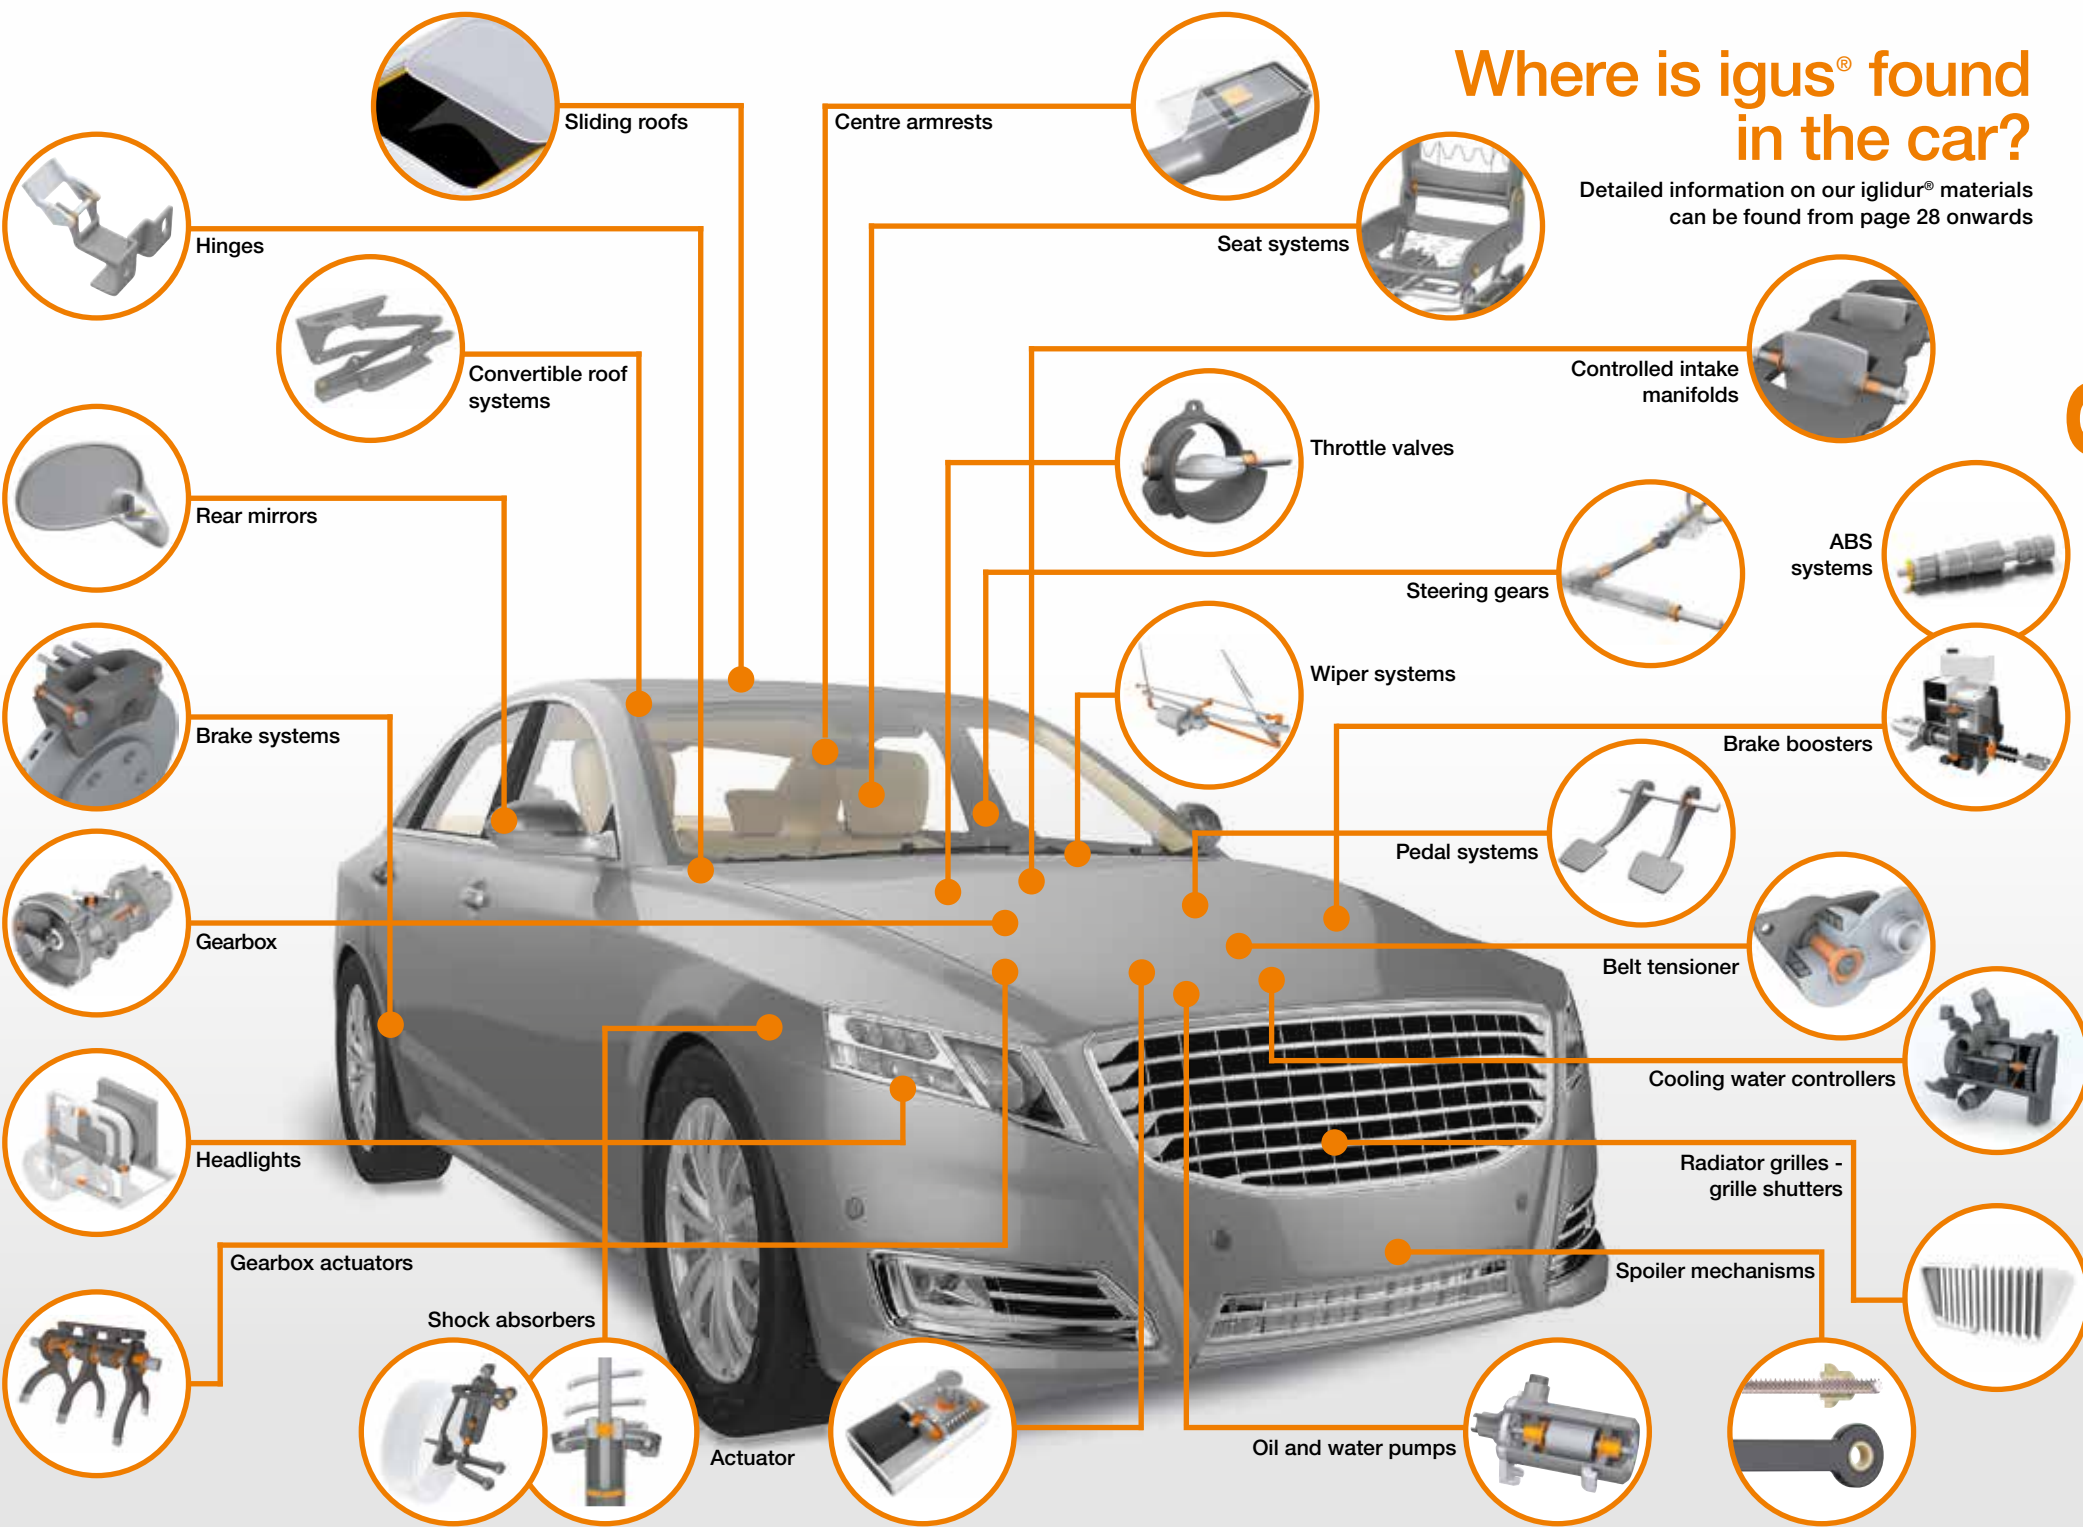 Where is igus® found
in the car?
Detailed information on our iglidur® materials
can be found from page 28 onwards
Sliding roofs
Centre armrests
Hinges
Seat systems
Convertible roof
systems
Controlled intake
manifolds
Throttle valves
Rear mirrors
ABS
systems
Steering gears
Wiper systems
Brake systems
Brake boosters
Pedal systems
Gearbox
Belt tensioner
Cooling water controllers
Headlights
Radiator grilles -
grille shutters
Gearbox actuators
Spoiler mechanisms
Shock absorbers
Actuator
Oil and water pumps